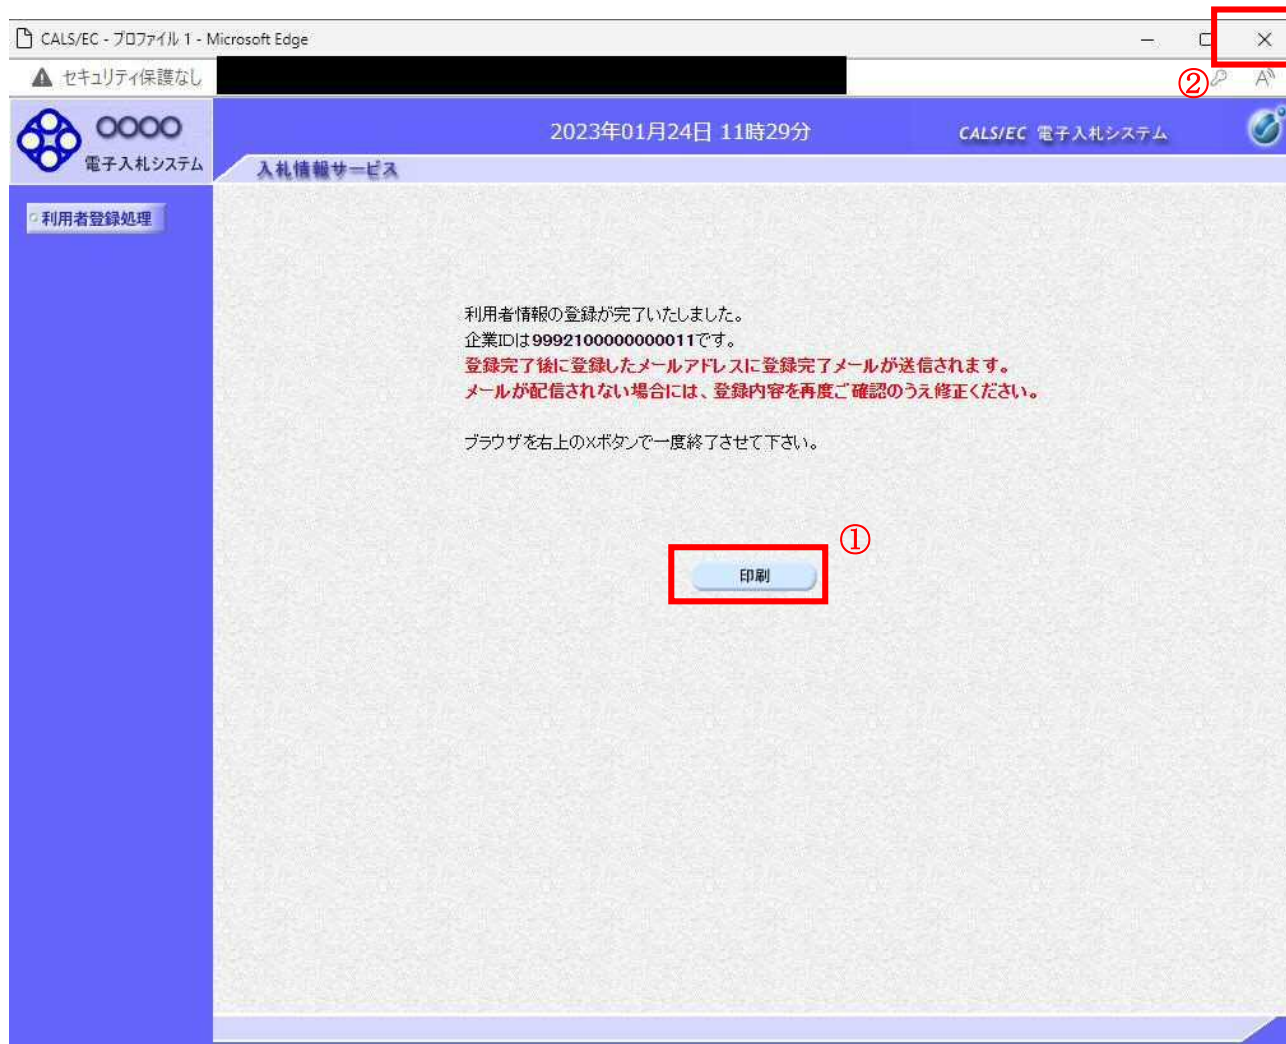 CALS/EC - プロファイル 1 - Microsoft Edge
セキュリティ保護なし
②
A
OOOO
電子入札システム
2023年01月24日 11時29分
CALS/EC 電子入札システム
入札情報サービス
利用者登録処理
利用者情報の登録が完了いたしました。
企業IDは9992100000000011です。
登録完了後に登録したメールアドレスに登録完了メールが送信されます。
メールが配信されない場合には、登録内容を再度ご確認のうえ修正ください。
ブラウザを右上の×ボタンで一度終了させて下さい。
①
印刷